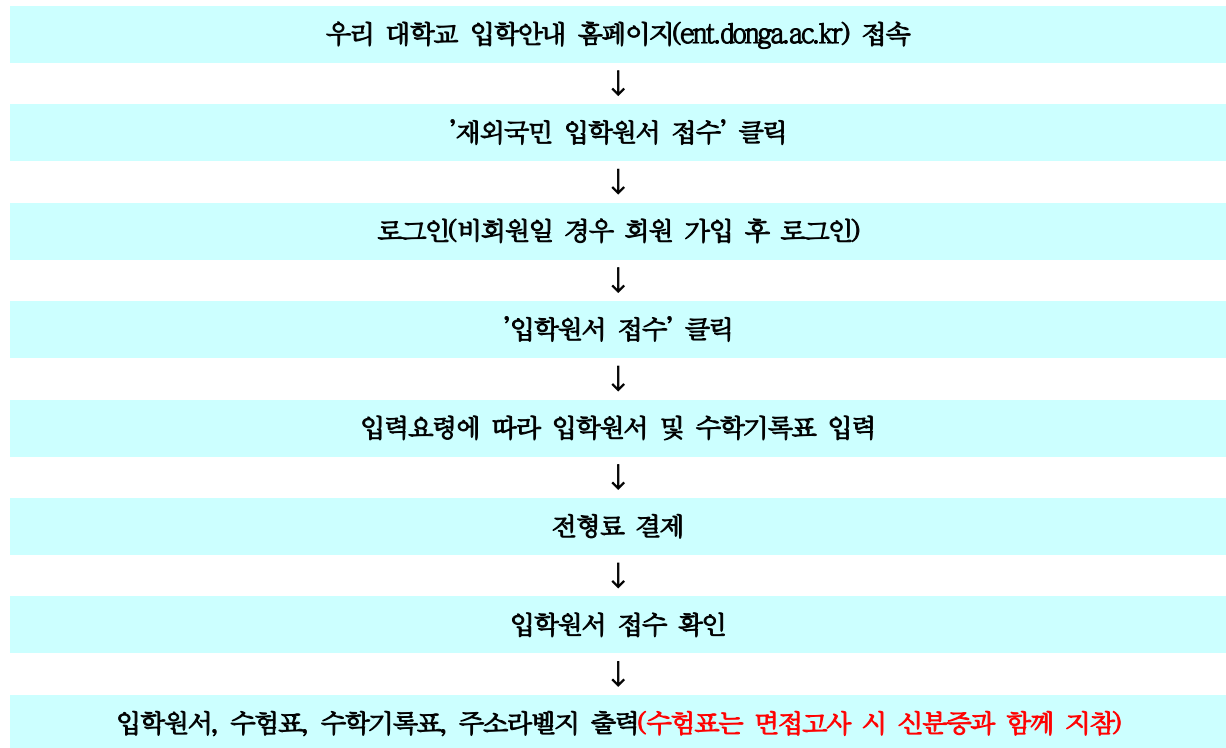 우리 대학교 입학안내 홈페이지(ent.donga.ac.kr) 접속
↓
'재외국민 입학원서 접수' 클릭
↓
로그인(비회원일 경우 회원 가입 후 로그인)
↓
'입학원서 접수' 클릭
↓
입력요령에 따라 입학원서 및 수학기록표 입력
↓
전형료 결제
↓
입학원서 접수 확인
↓
입학원서, 수험표, 수학기록표, 주소라벨지 출력(수험표는 면접고사 시 신분증과 함께 지참)